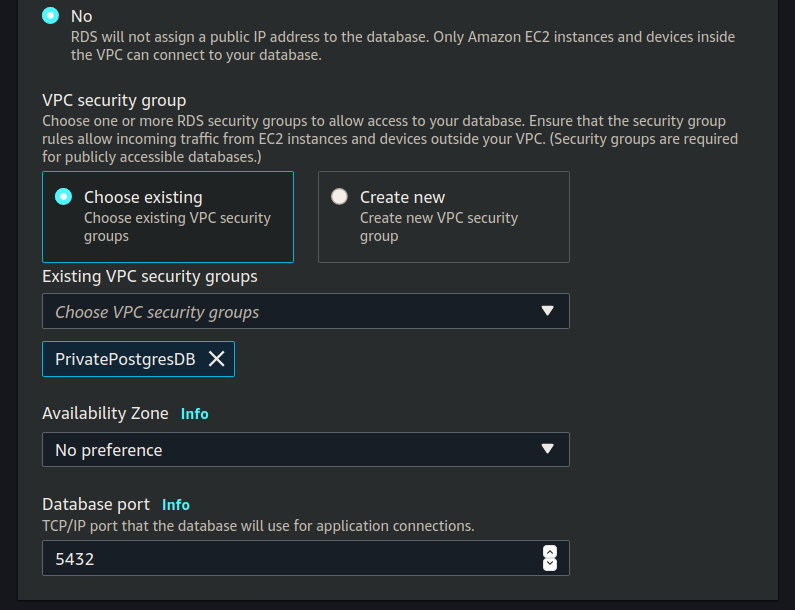 No
RDS will not assign a public IP address to the database. Only Amazon EC2 instances and devices inside
the VPC can connect to your database.
VPC security group
Choose one or more RDS security groups to allow access to your database. Ensure that the security group
rules allow incoming traffic from EC2 instances and devices outside your VPC. (Security groups are required
for publicly accessible databases.)
Choose existing
Choose existing VPC security
groups
Create new
Create new VPC security
group
Existing VPC security groups
Choose VPC security groups
PrivatePostgresDB
Availability Zone Info
No preference
Database port Info
TCP/IP port that the database will use for application connections.
5432